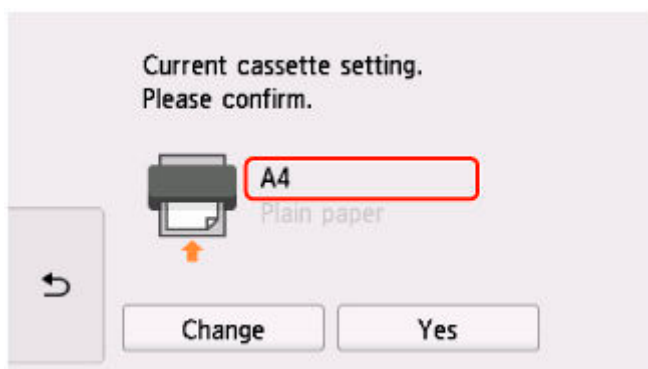 Current cassette setting.
Please confirm.
A4
Plain paper
Change
Yes